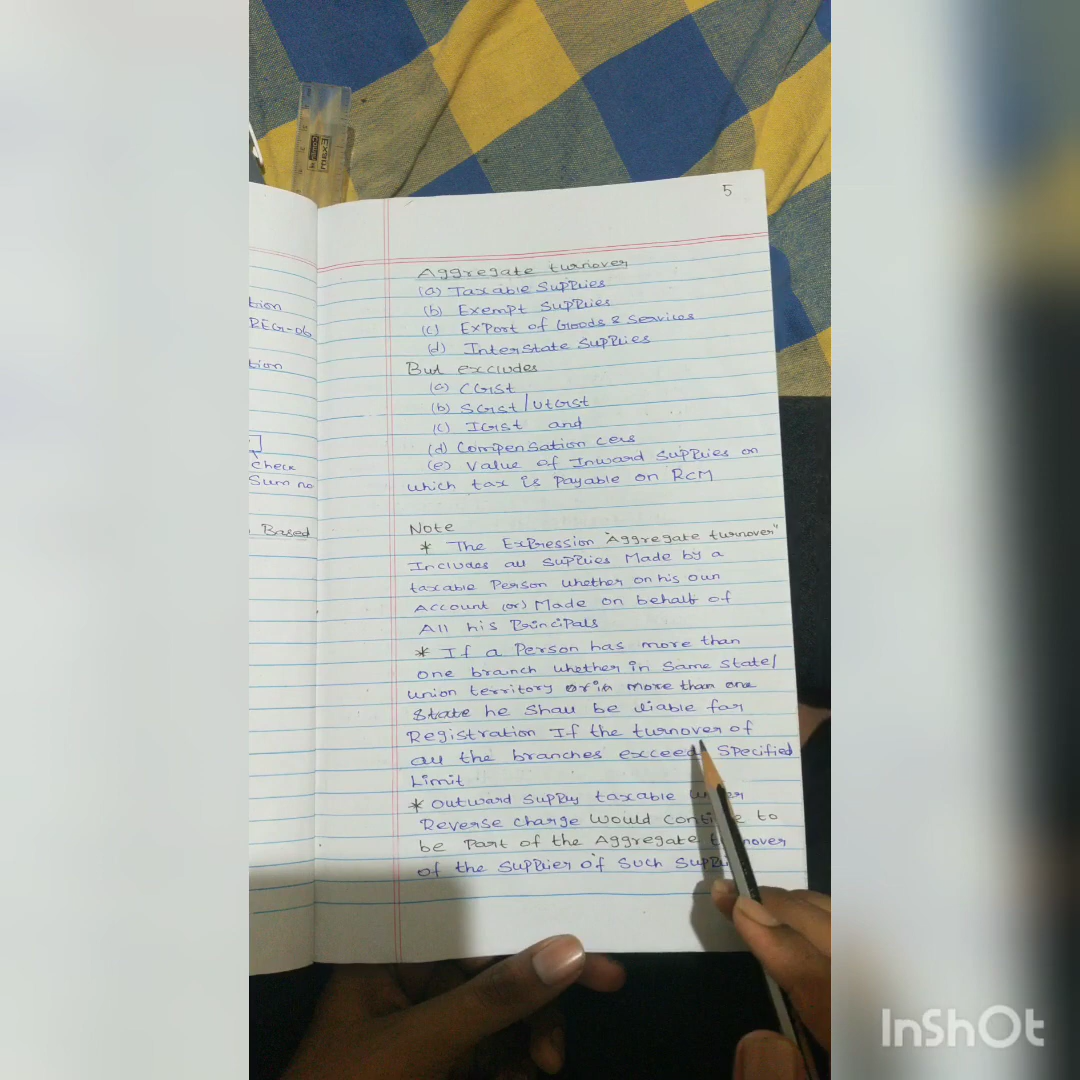 5
tion
REG-06
tion
check
Sum no
Based
Aggregate turnover
(a) Taxable Supplies
(b) Exempt Supplies
(c) Export of Goods & Services
(d) InterState Supplies
But excludes
(a) CGst
(b) SGst/UtGst
(c) IGst and
(d) Compensation cess
(e) Value of Inward Supplies on
which tax is payable on RCM
Note
* The Expression "Aggregate turnover"
Includes all Supplies Made by a
taxable Person whether on his own
Account (or) Made on behalf of
All his Principals
* If a Person has more than
one branch whether in Same State/
union territory or in more than one
State he Shall be liable for
Registration If the turnover of
all the branches exceed Specified
Limit
* Outward Supply taxable
Reverse charge would to
be Part of the Aggregate
of the Supplier of Such
Exam
InShOt